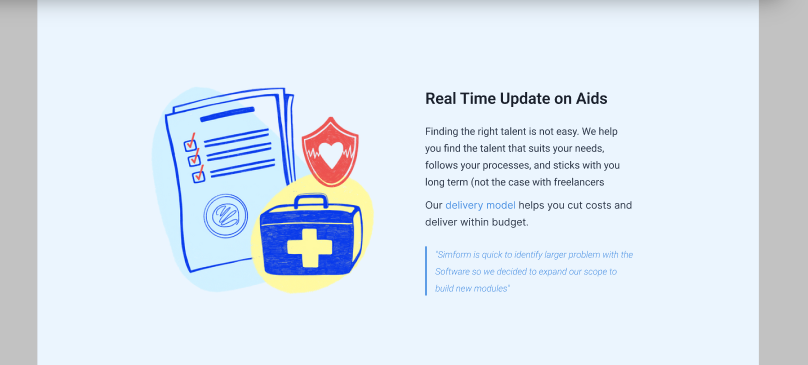 Real Time Update on Aids
Finding the right talent is not easy. We help
you find the talent that suits your needs,
follows your processes, and sticks with you
long term (not the case with freelancers
Our delivery model helps you cut costs and
deliver within budget.
"Simform is quick to identify larger problem with the
Software so we decided to expand our scope to
build new modules"